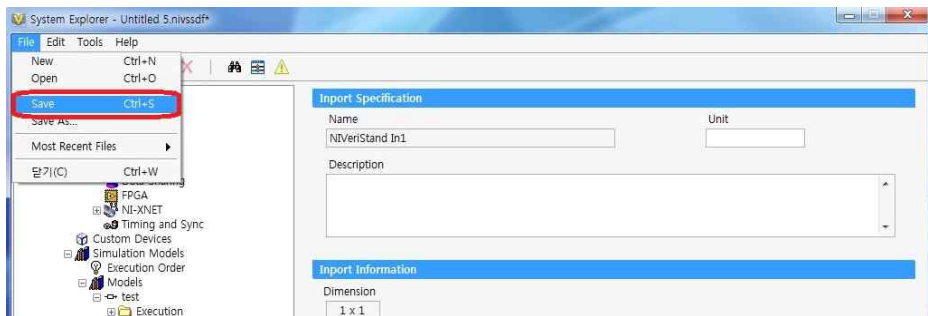 System Explorer - Untitled 5.nivssdf*
File Edit Tools Help
New Ctrl+N
Open Ctrl+O
Save Ctrl+S
Save As...
Most Recent Files
닫기(C) Ctrl+W
FPGA
NI-XNET
Timing and Sync
Custom Devices
Simulation Models
Execution Order
Models
test
Execution
Inport Specification
Name Unit
NIVeriStand In1
Description
Inport Information
Dimension
1 x 1